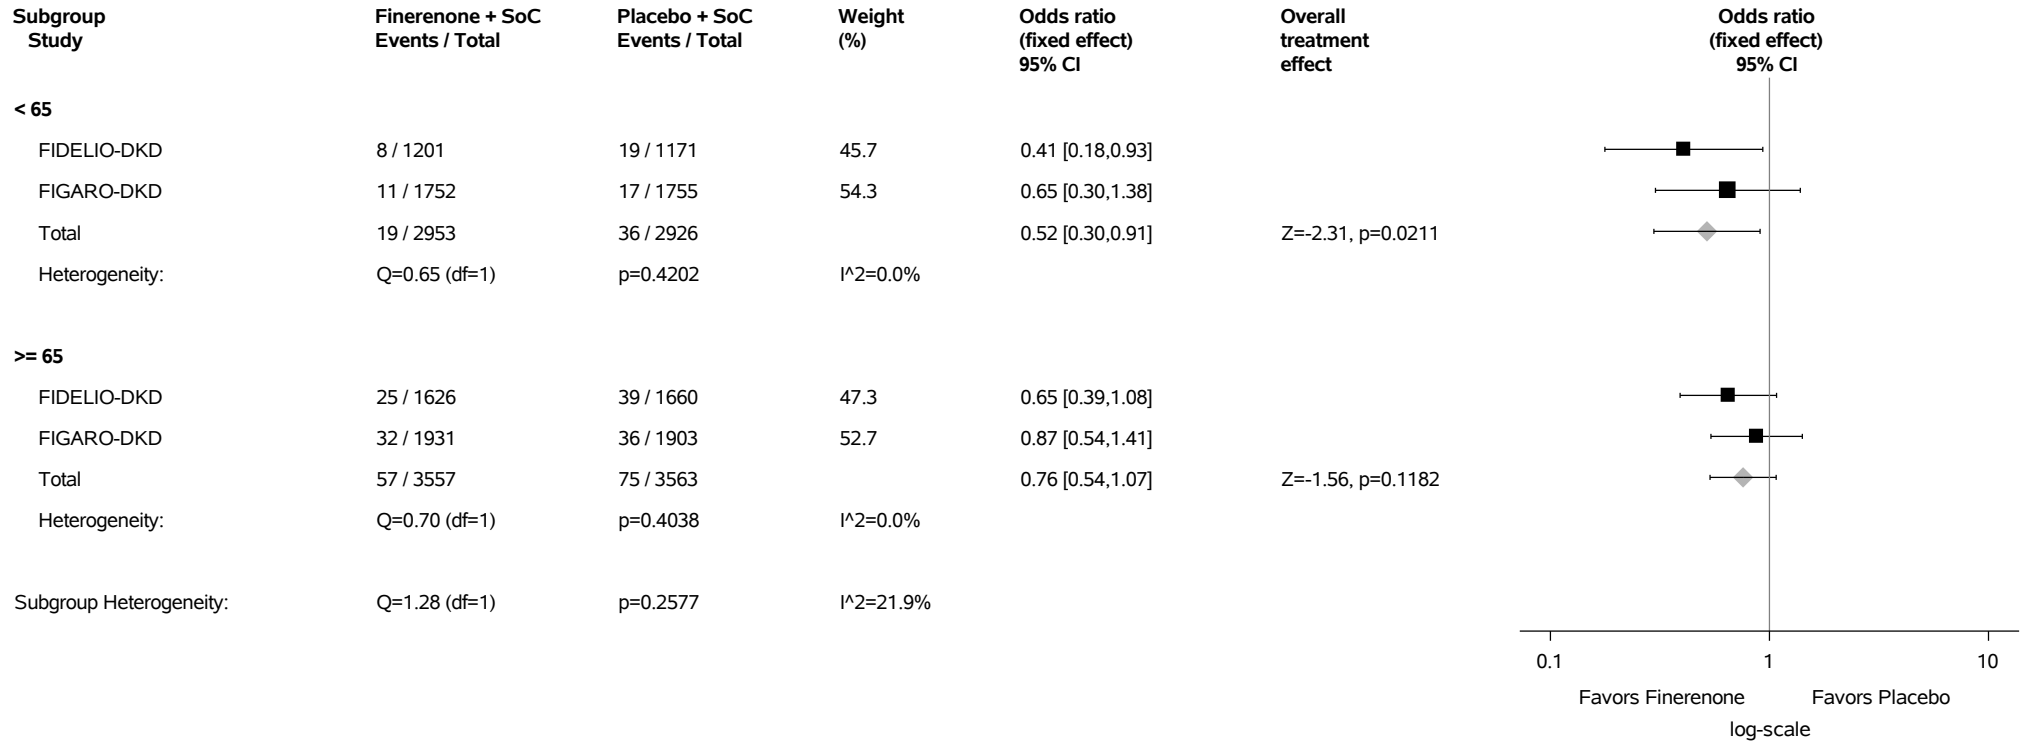 Subgroup Finerenone + SoC Placebo + SoC Weight Odds ratio Overall Odds ratio
Study Events / Total Events / Total (%) (fixed effect) treatment (fixed effect)
95% CI effect 95% CI
< 65
FIDELIO-DKD 8 / 1201 19 / 1171 45.7 0.41 [0.18,0.93]
FIGARO-DKD 11 / 1752 17 / 1755 54.3 0.65 [0.30,1.38]
Total 19 / 2953 36 / 2926 0.52 [0.30,0.91] Z=-2.31, p=0.0211
Heterogeneity: Q=0.65 (df=1) p=0.4202 I^2=0.0%
>= 65
FIDELIO-DKD 25 / 1626 39 / 1660 47.3 0.65 [0.39,1.08]
FIGARO-DKD 32 / 1931 36 / 1903 52.7 0.87 [0.54,1.41]
Total 57 / 3557 75 / 3563 0.76 [0.54,1.07] Z=-1.56, p=0.1182
Heterogeneity: Q=0.70 (df=1) p=0.4038 I^2=0.0%
Subgroup Heterogeneity: Q=1.28 (df=1) p=0.2577 I^2=21.9%
0.1 1 10
Favors Finerenone Favors Placebo
log-scale